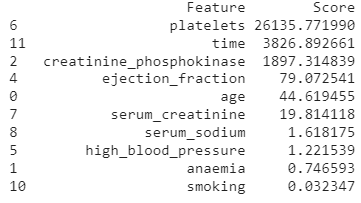 Feature Score
6 platelets 26135.771990
11 time 3826.892661
2 creatinine_phosphokinase 1897.314839
4 ejection_fraction 79.072541
0 age 44.619455
7 serum_creatinine 19.814118
8 serum_sodium 1.618175
5 high_blood_pressure 1.221539
1 anaemia 0.746593
10 smoking 0.032347